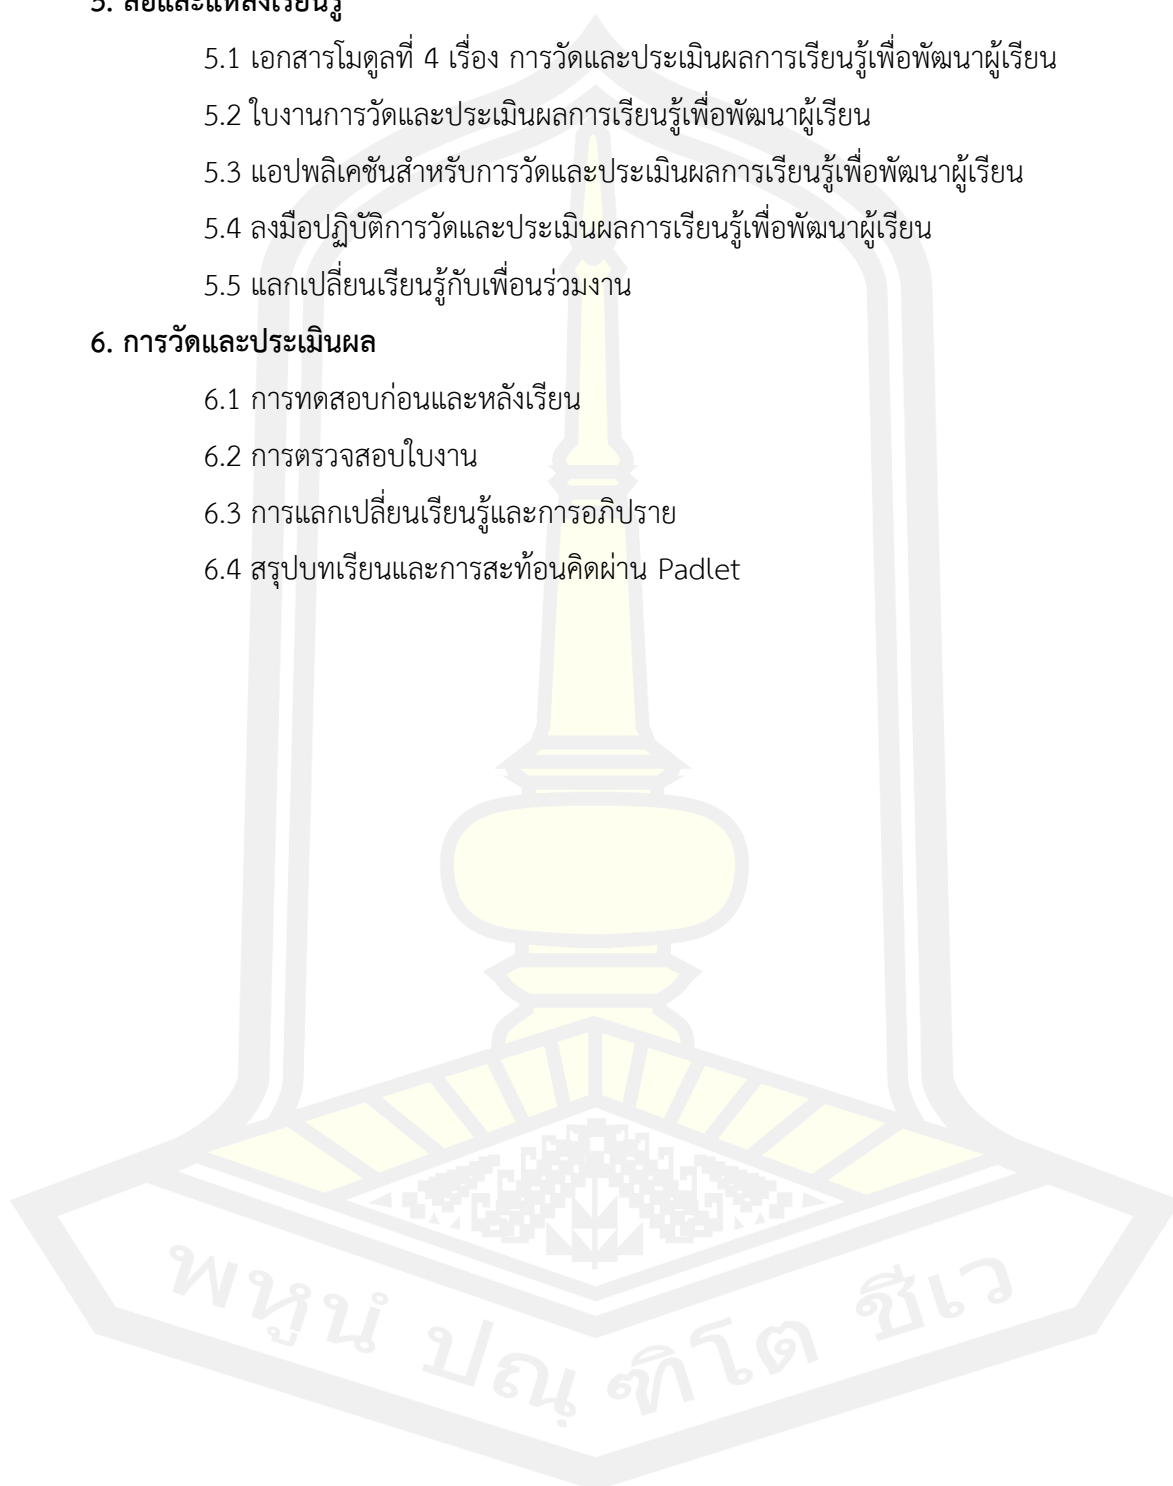 5. สื่อและแหล่งเรียนรู้
5.1 เอกสารโมดูลที่ 4 เรื่อง การวัดและประเมินผลการเรียนรู้เพื่อพัฒนาผู้เรียน
5.2 ใบงานการวัดและประเมินผลการเรียนรู้เพื่อพัฒนาผู้เรียน
5.3 แอปพลิเคชันสำหรับการวัดและประเมินผลการเรียนรู้เพื่อพัฒนาผู้เรียน
5.4 ลงมือปฏิบัติการวัดและประเมินผลการเรียนรู้เพื่อพัฒนาผู้เรียน
5.5 แลกเปลี่ยนเรียนรู้กับเพื่อนร่วมงาน
6. การวัดและประเมินผล
6.1 การทดสอบก่อนและหลังเรียน
6.2 การตรวจสอบใบงาน
6.3 การแลกเปลี่ยนเรียนรู้และการอภิปราย
6.4 สรุปบทเรียนและการสะท้อนคิดผ่าน Padlet
พหูนํ ปณฺ ฑิโต ชีเว